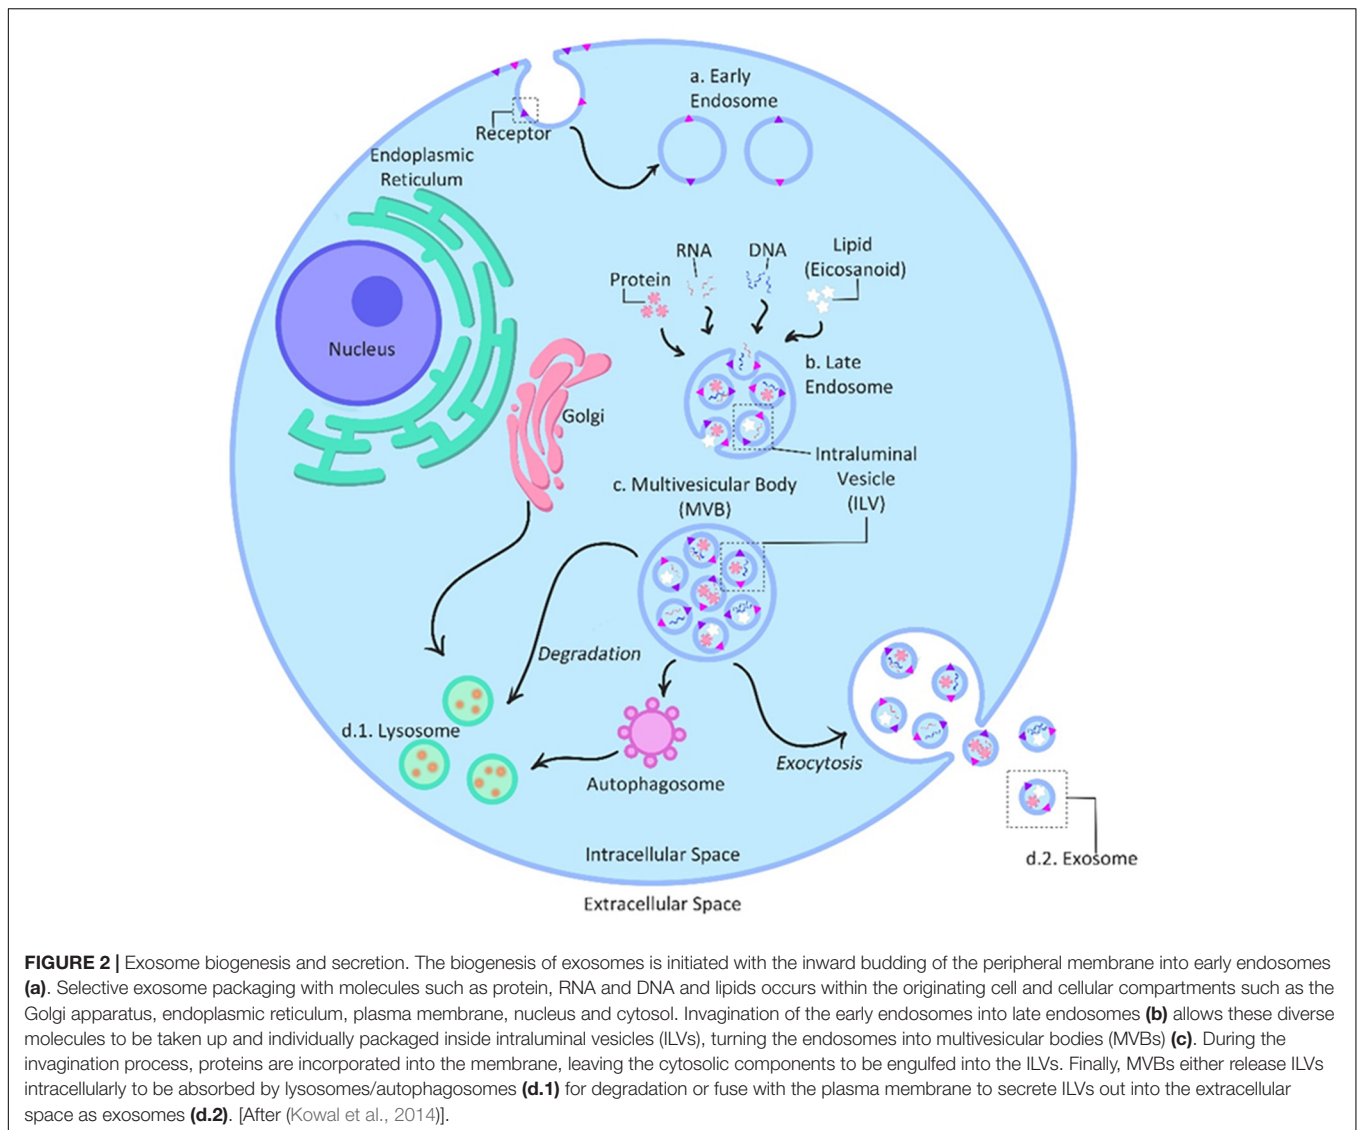 a. Early
Endosome
Receptor
Endoplasmic
Reticulum
RNA
DNA
Lipid
(Eicosanoid)
Protein
Nucleus
b. Late
Endosome
Golgi
Intraluminal
Vesicle
(ILV)
c. Multivesicular Body
(MVB)
Degradation
d.1. Lysosome
Autophagosome
Exocytosis
Intracellular Space
d.2. Exosome
Extracellular Space
FIGURE 2 | Exosome biogenesis and secretion. The biogenesis of exosomes is initiated with the inward budding of the peripheral membrane into early endosomes
(a). Selective exosome packaging with molecules such as protein, RNA and DNA and lipids occurs within the originating cell and cellular compartments such as the
Golgi apparatus, endoplasmic reticulum, plasma membrane, nucleus and cytosol. Invagination of the early endosomes into late endosomes (b) allows these diverse
molecules to be taken up and individually packaged inside intraluminal vesicles (ILVs), turning the endosomes into multivesicular bodies (MVBs) (c). During the
invagination process, proteins are incorporated into the membrane, leaving the cytosolic components to be engulfed into the ILVs. Finally, MVBs either release ILVs
intracellularly to be absorbed by lysosomes/autophagosomes (d.1) for degradation or fuse with the plasma membrane to secrete ILVs out into the extracellular
space as exosomes (d.2). [After (Kowal et al., 2014)].